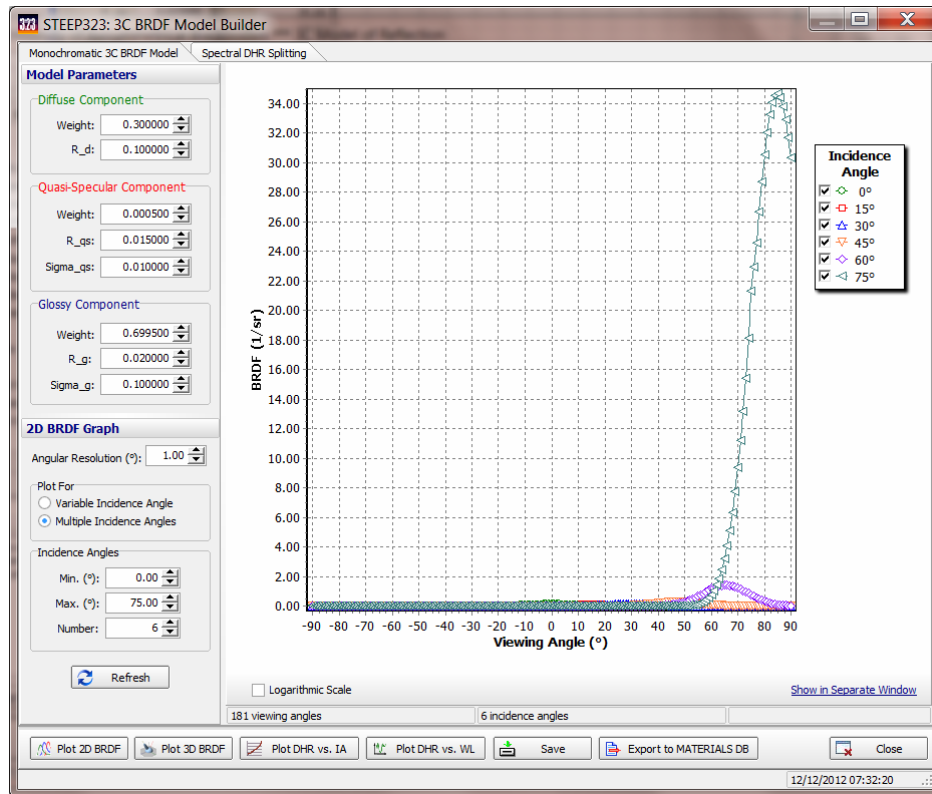 323 STEEP323: 3C BRDF Model Builder
Monochromatic 3C BRDF Model Spectral DHR Splitting
Model Parameters
Diffuse Component
Weight: 0.300000
R_d: 0.100000
Quasi-Specular Component
Weight: 0.000500
R_qs: 0.015000
Sigma_qs: 0.010000
Glossy Component
Weight: 0.699500
R_g: 0.020000
Sigma_g: 0.100000
2D BRDF Graph
Angular Resolution (º): 1.00
Plot For
Variable Incidence Angle
Multiple Incidence Angles
Incidence Angles
Min. (º): 0.00
Max. (º): 75.00
Number: 6
Refresh
BRDF (1/sr)
34.00
32.00
30.00
28.00
26.00
24.00
22.00
20.00
18.00
16.00
14.00
12.00
10.00
8.00
6.00
4.00
2.00
0.00
-90 -80 -70 -60 -50 -40 -30 -20 -10 0 10 20 30 40 50 60 70 80 90
Viewing Angle (º)
Incidence
Angle
0º
15º
30º
45º
60º
75º
Logarithmic Scale
Show in Separate Window
181 viewing angles 6 incidence angles
Plot 2D BRDF Plot 3D BRDF Plot DHR vs. IA Plot DHR vs. WL Save Export to MATERIALS DB Close
12/12/2012 07:32:20